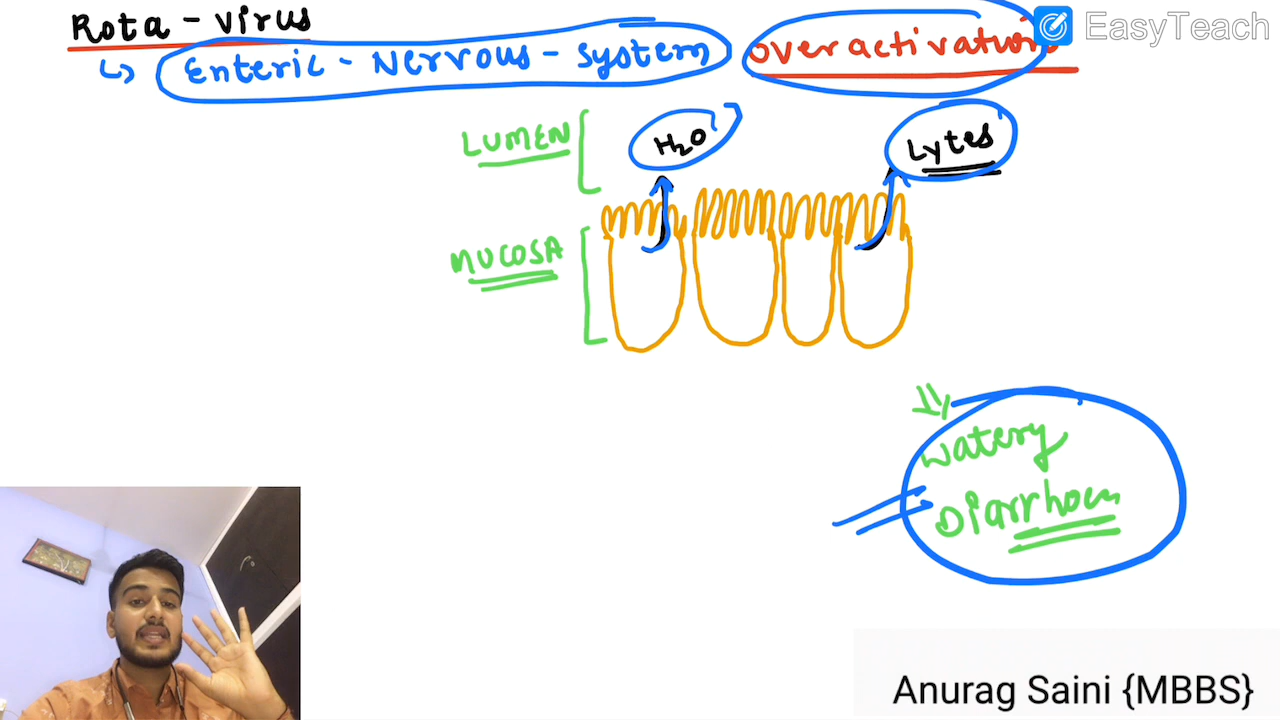 Rota - Virus
EasyTeach
↳ Enteric - Nervous - System overactivation
LUMEN
H2O
Lytes
MUCOSA
Watery
Diarrhoea
Anurag Saini {MBBS}